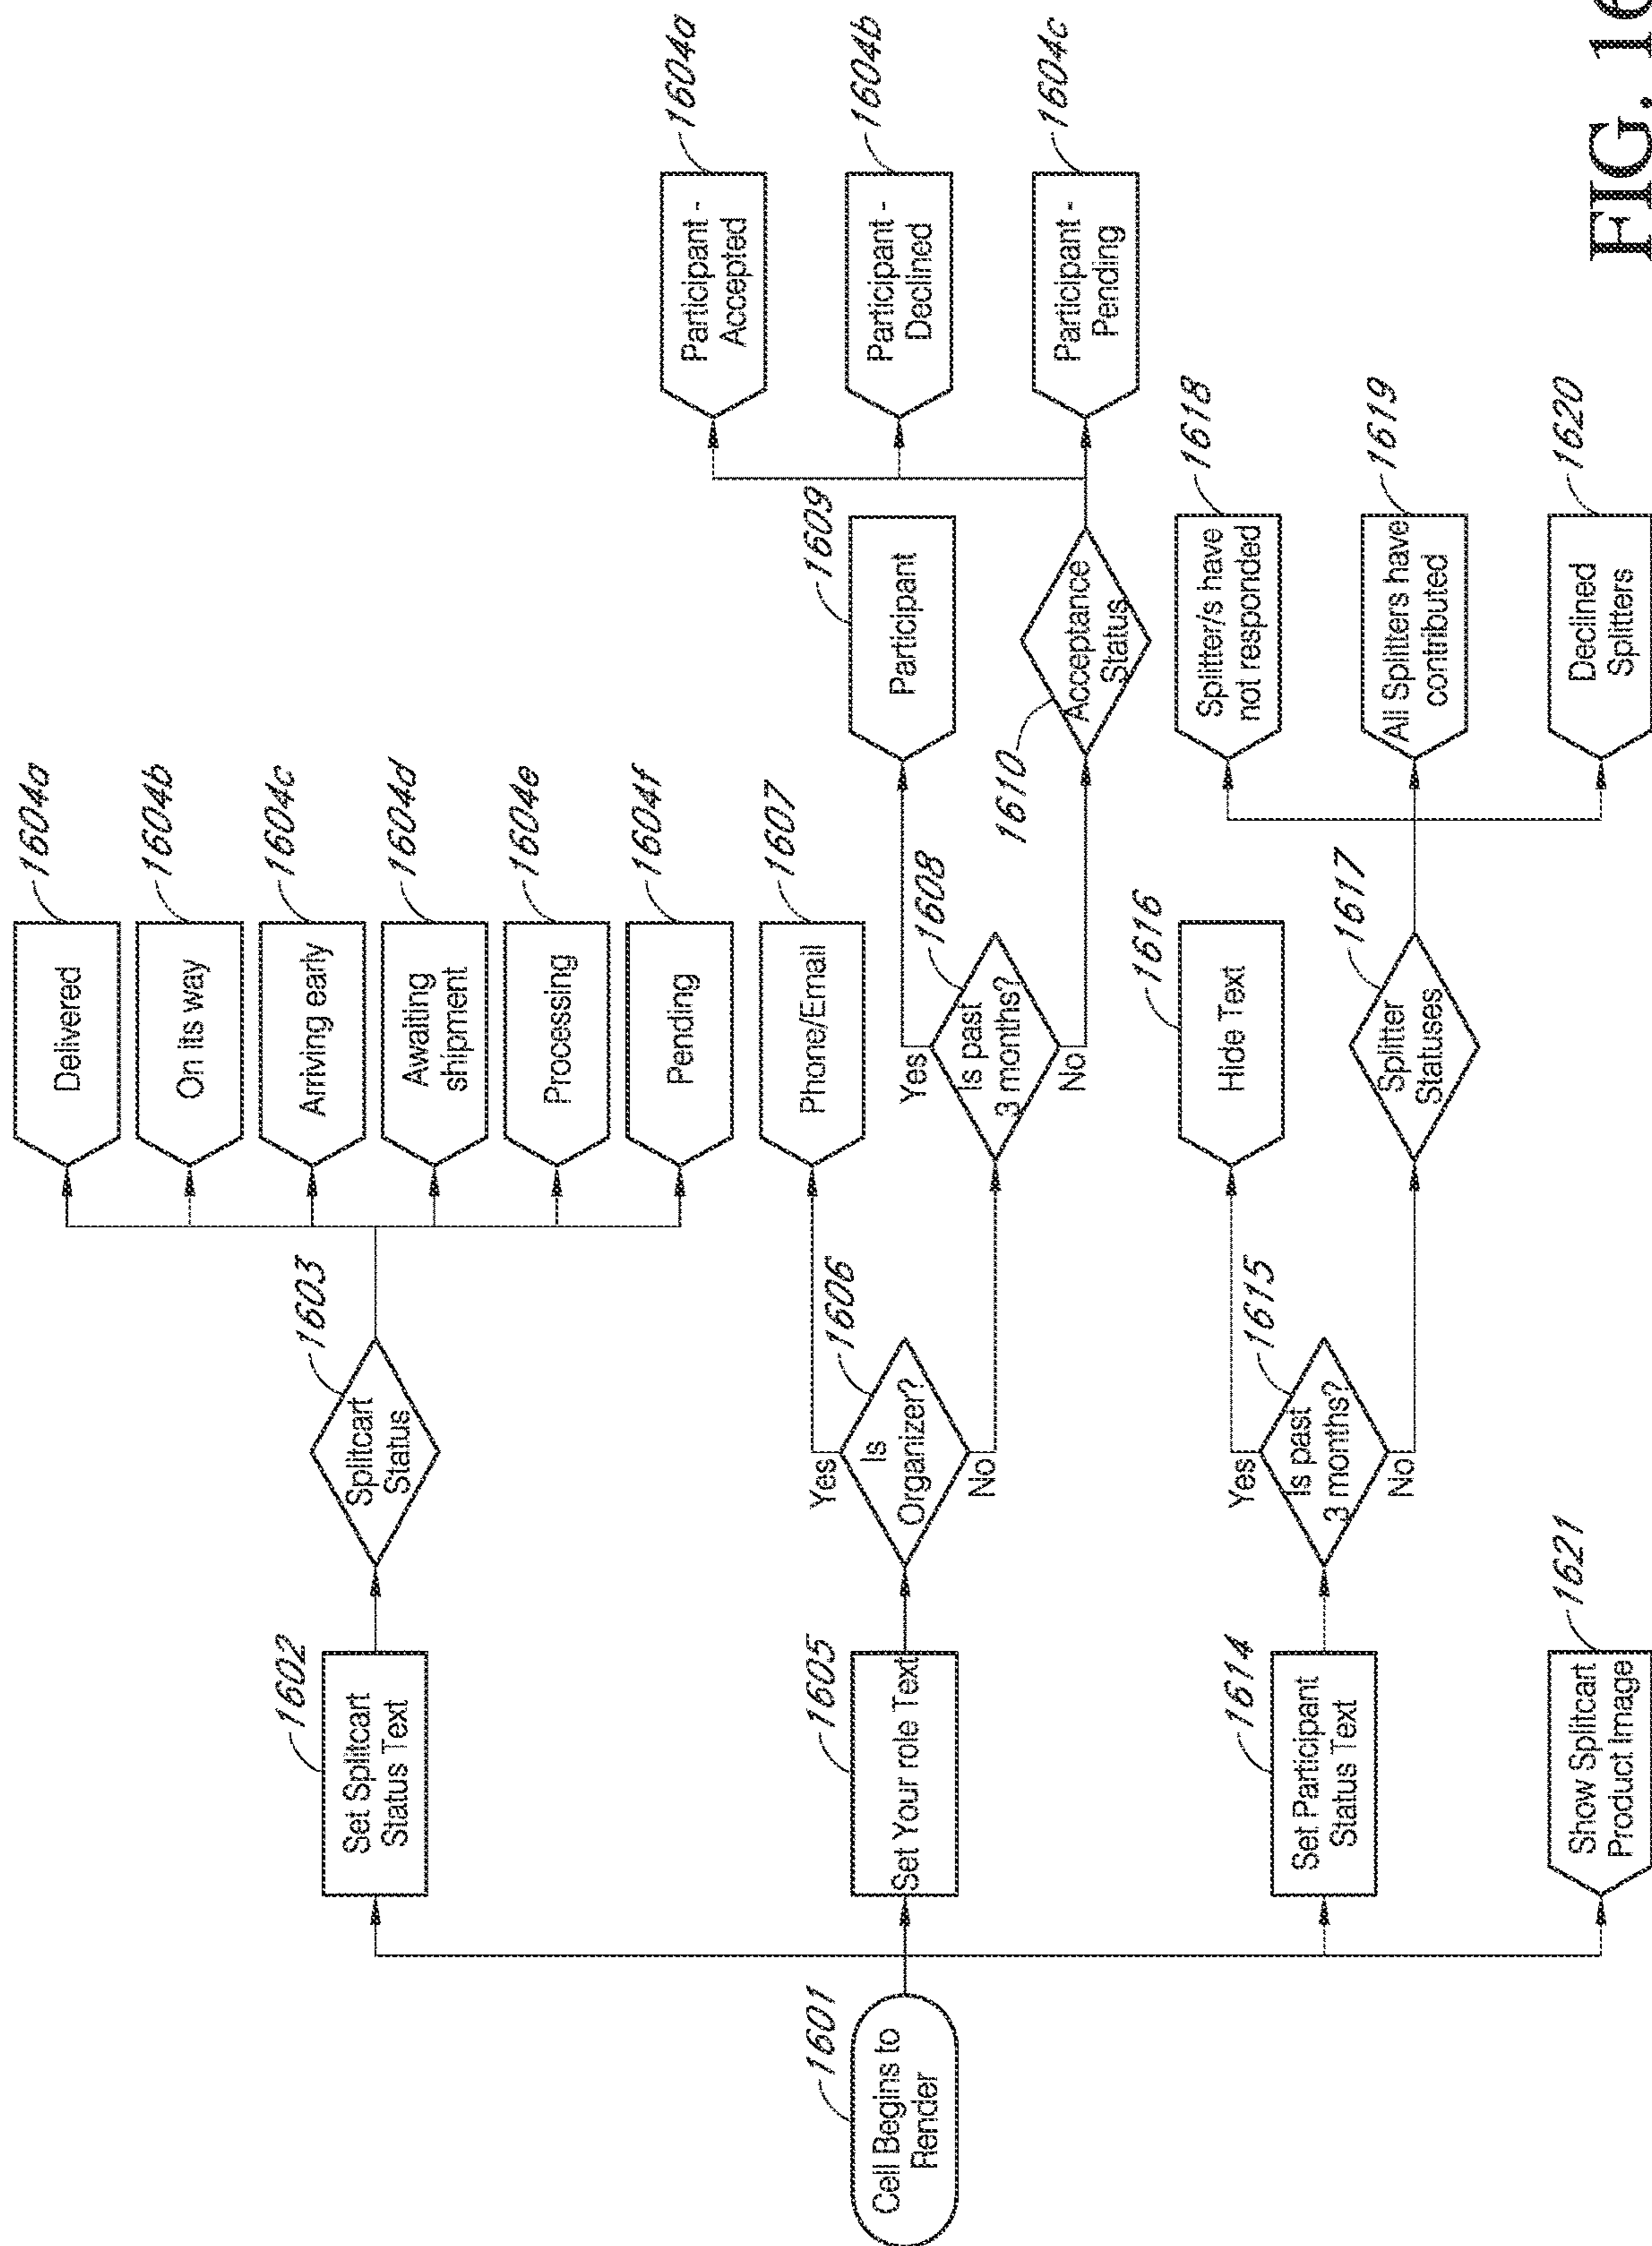 1601
Cell Begins to
Render
1602
Set Splitcart
Status Text
1603
Splitcart
Status
Delivered
1604a
On its way
1604b
Arriving early
1604c
Awaiting
shipment
1604d
Processing
1604e
Pending
1604f
1605
Set Your role Text
1606
Is
Organizer?
Yes
No
Phone/Email
1607
1608
Is past
3 months?
Yes
No
Participant
1609
1610
Acceptance
Status
Participant -
Accepted
1604a
Participant -
Declined
1604b
Participant -
Pending
1604c
1614
Set Participant
Status Text
1615
Is past
3 months?
Yes
No
Hide Text
1616
1617
Splitter
Statuses
Splitter/s have
not responded
1618
All Splitters have
contributed
1619
Declined
Splitters
1620
Show Splitcart
Product Image
1621
FIG. 16